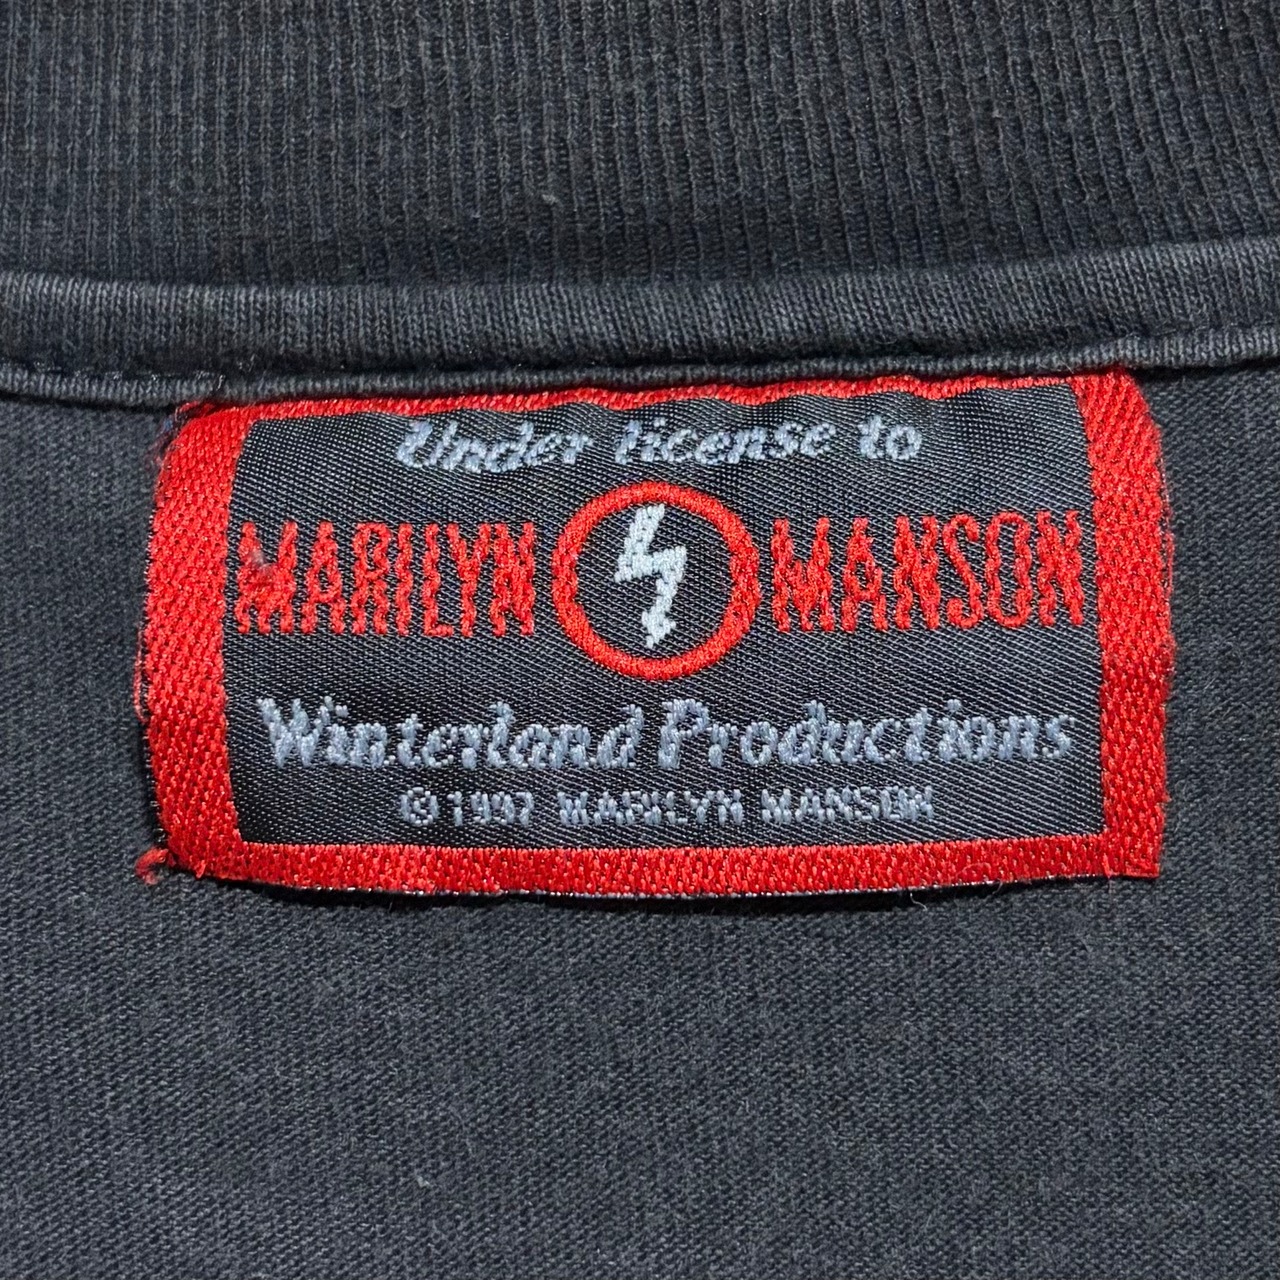 Under license to
MARILYN MANSON
Winterland Productions
© 1997 MARILYN MANSON